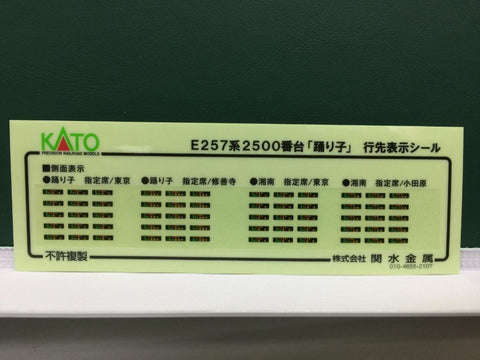 KATO
PRECISION RAILROAD MODELS
E257系2500番台「踊り子」 行先表示シール
■側面表示
●踊り子 指定席/東京 ●踊り子 指定席/修善寺 ●湘南 指定席/東京 ●湘南 指定席/小田原
不許複製
株式会社 関水金属
010-4655-2107